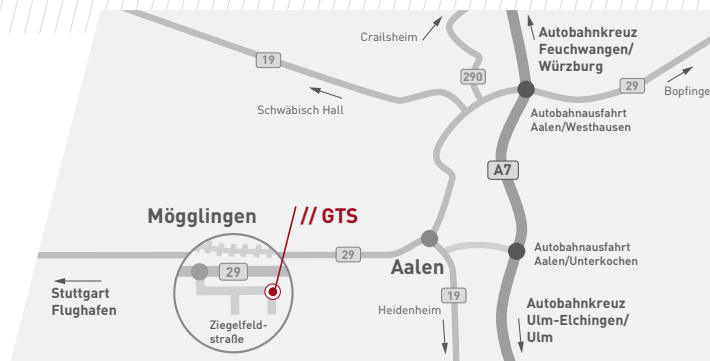 Crailsheim
Autobahnkreuz
Feuchwangen/
Würzburg
19
290
29
Bopfinge
Schwäbisch Hall
Autobahnausfahrt
Aalen/Westhausen
A7
Mögglingen
// GTS
29
Autobahnausfahrt
Aalen/Unterkochen
Aalen
29
Stuttgart
Flughafen
19
Heidenheim
Autobahnkreuz
Ulm-Elchingen/
Ulm
Ziegelfeld-
straße